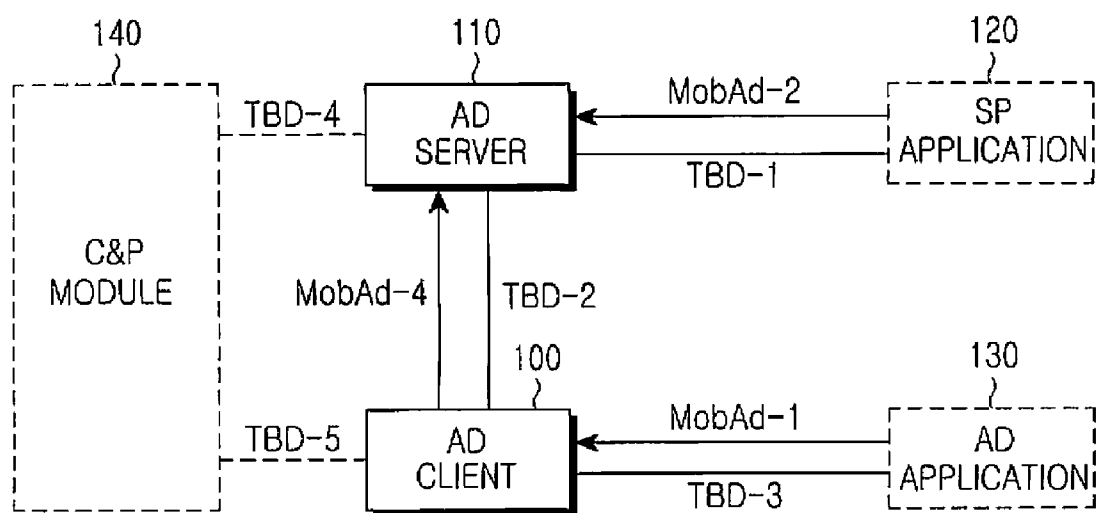 140
110
120
TBD-4
AD
SERVER
MobAd-2
TBD-1
SP
APPLICATION
C&P
MODULE
MobAd-4
TBD-2
100
130
TBD-5
AD
CLIENT
MobAd-1
TBD-3
AD
APPLICATION